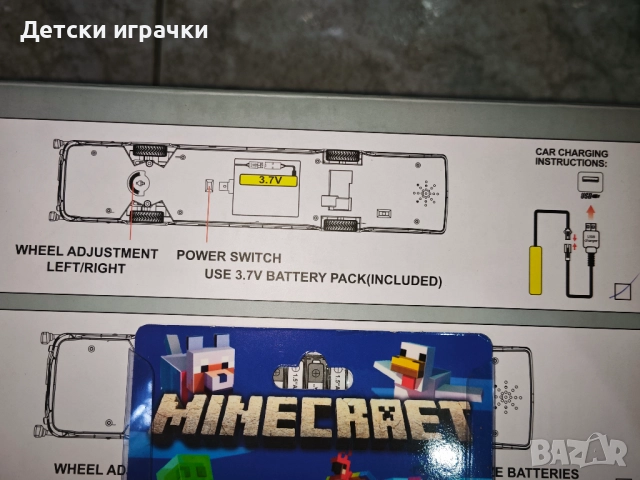 Детски играчки
CAR CHARGING
INSTRUCTIONS:
3.7V
WHEEL ADJUSTMENT
LEFT/RIGHT
POWER SWITCH
USE 3.7V BATTERY PACK(INCLUDED)
MINECRAFT
WHEEL AD
BATTERIES
BAZAR